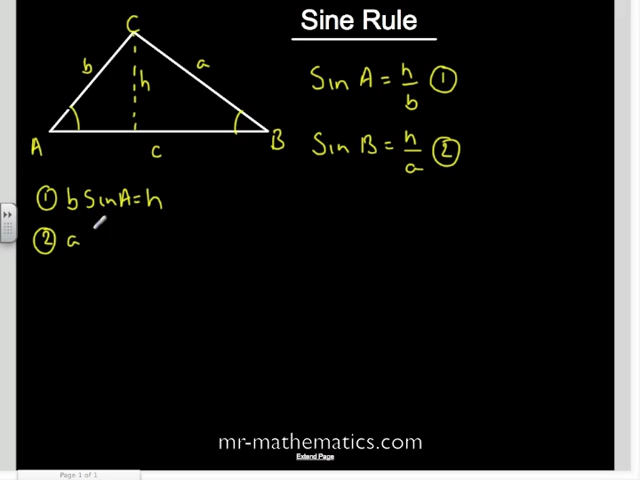 Sine Rule
C
b
h
a
A
c
B
Sin A = h/b ①
Sin B = h/a ②
① b Sin A = h
② a
mr-mathematics.com
Extend Page
Page 1 of 1